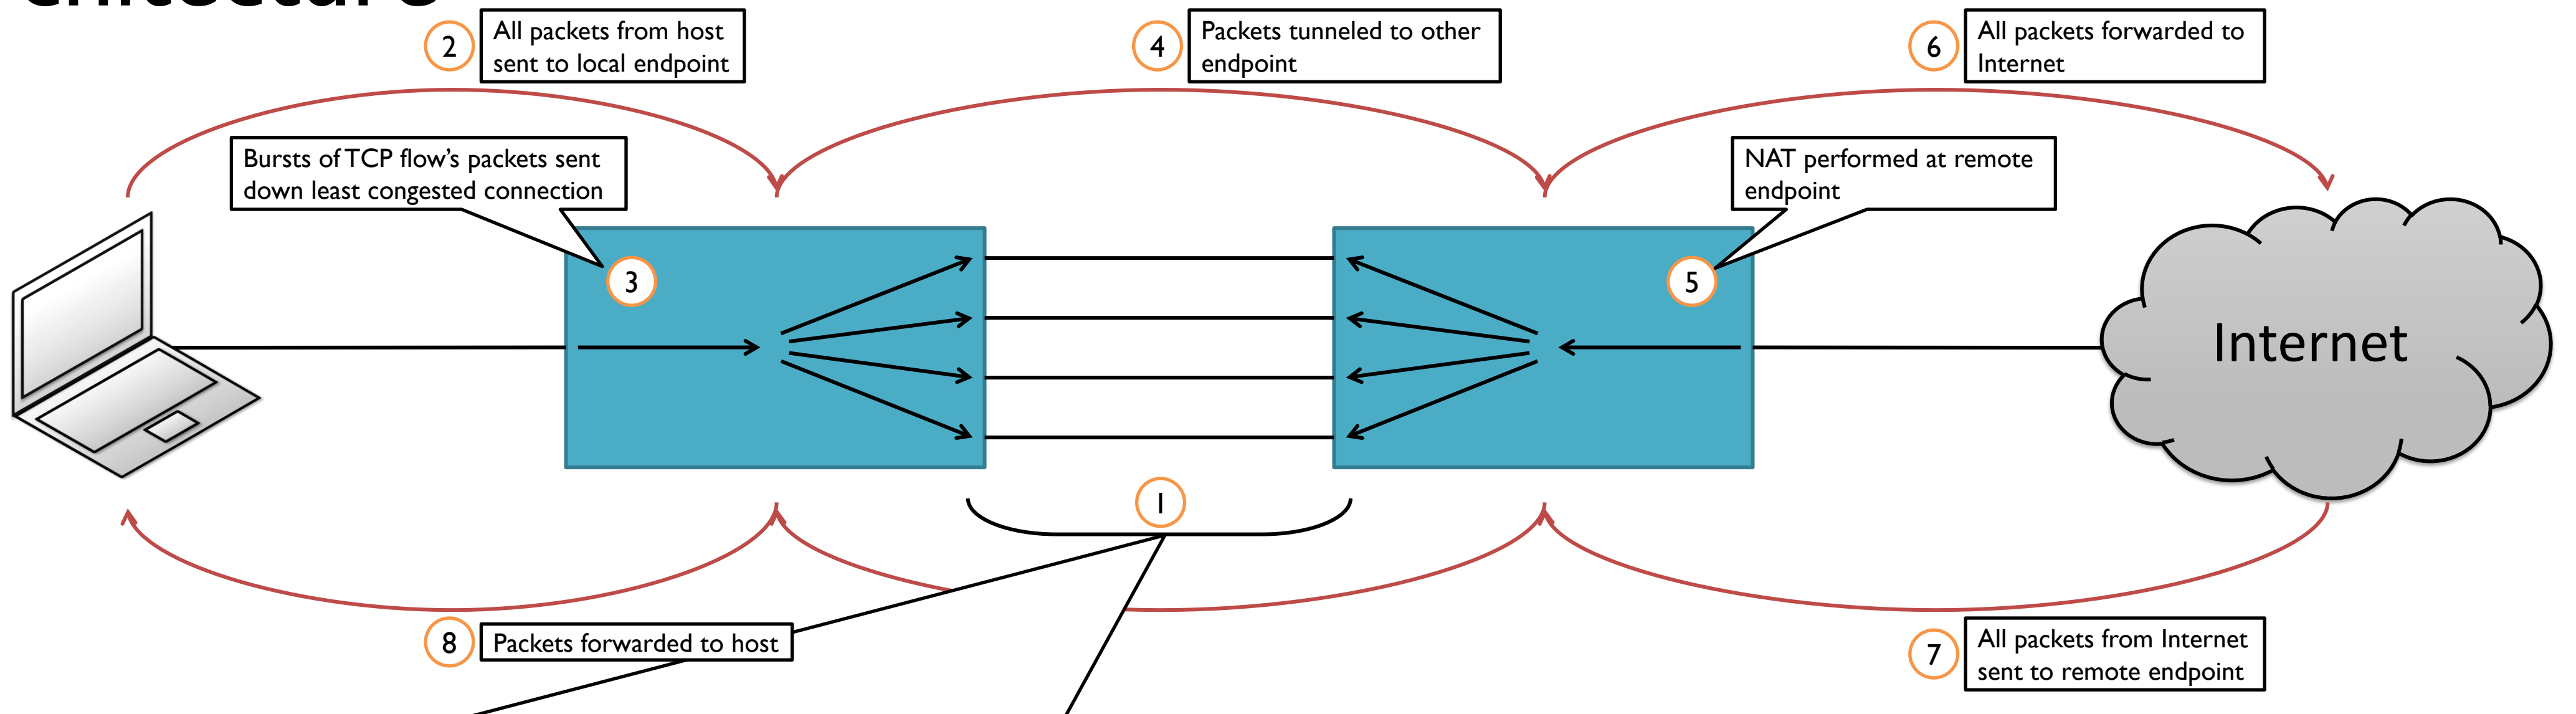 2
All packets from host
sent to local endpoint
4
Packets tunneled to other
endpoint
6
All packets forwarded to
Internet
Bursts of TCP flow's packets sent
down least congested connection
NAT performed at remote
endpoint
3
5
Internet
1
8
Packets forwarded to host
7
All packets from Internet
sent to remote endpoint